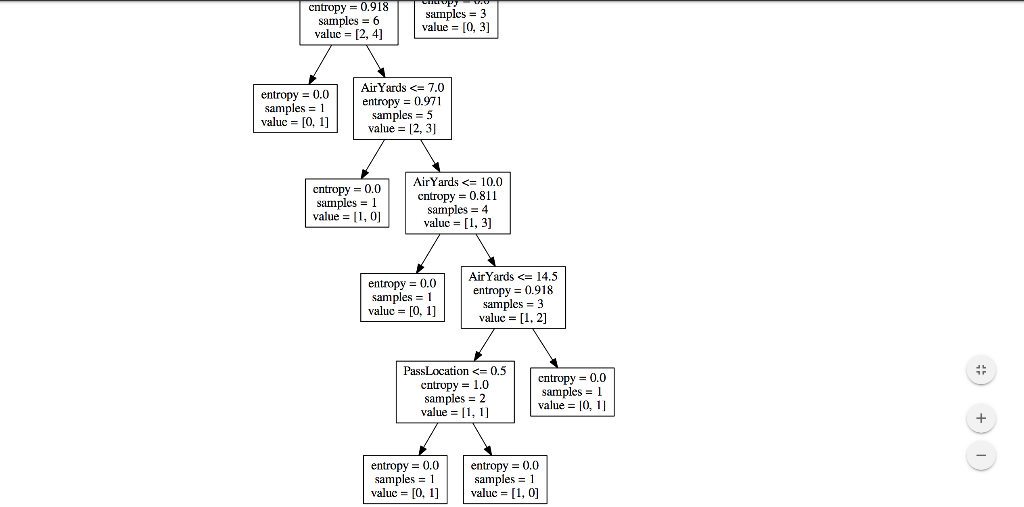 entropy = 0.918
samples = 6
value = [2, 4]
samples = 3
value = [0, 3]
entropy = 0.0
samples = 1
value = [0, 1]
AirYards <= 7.0
entropy = 0.971
samples = 5
value = [2, 3]
entropy = 0.0
samples = 1
value = [1, 0]
AirYards <= 10.0
entropy = 0.811
samples = 4
value = [1, 3]
entropy = 0.0
samples = 1
value = [0, 1]
AirYards <= 14.5
entropy = 0.918
samples = 3
value = [1, 2]
PassLocation <= 0.5
entropy = 1.0
samples = 2
value = [1, 1]
entropy = 0.0
samples = 1
value = [0, 1]
entropy = 0.0
samples = 1
value = [0, 1]
entropy = 0.0
samples = 1
value = [1, 0]